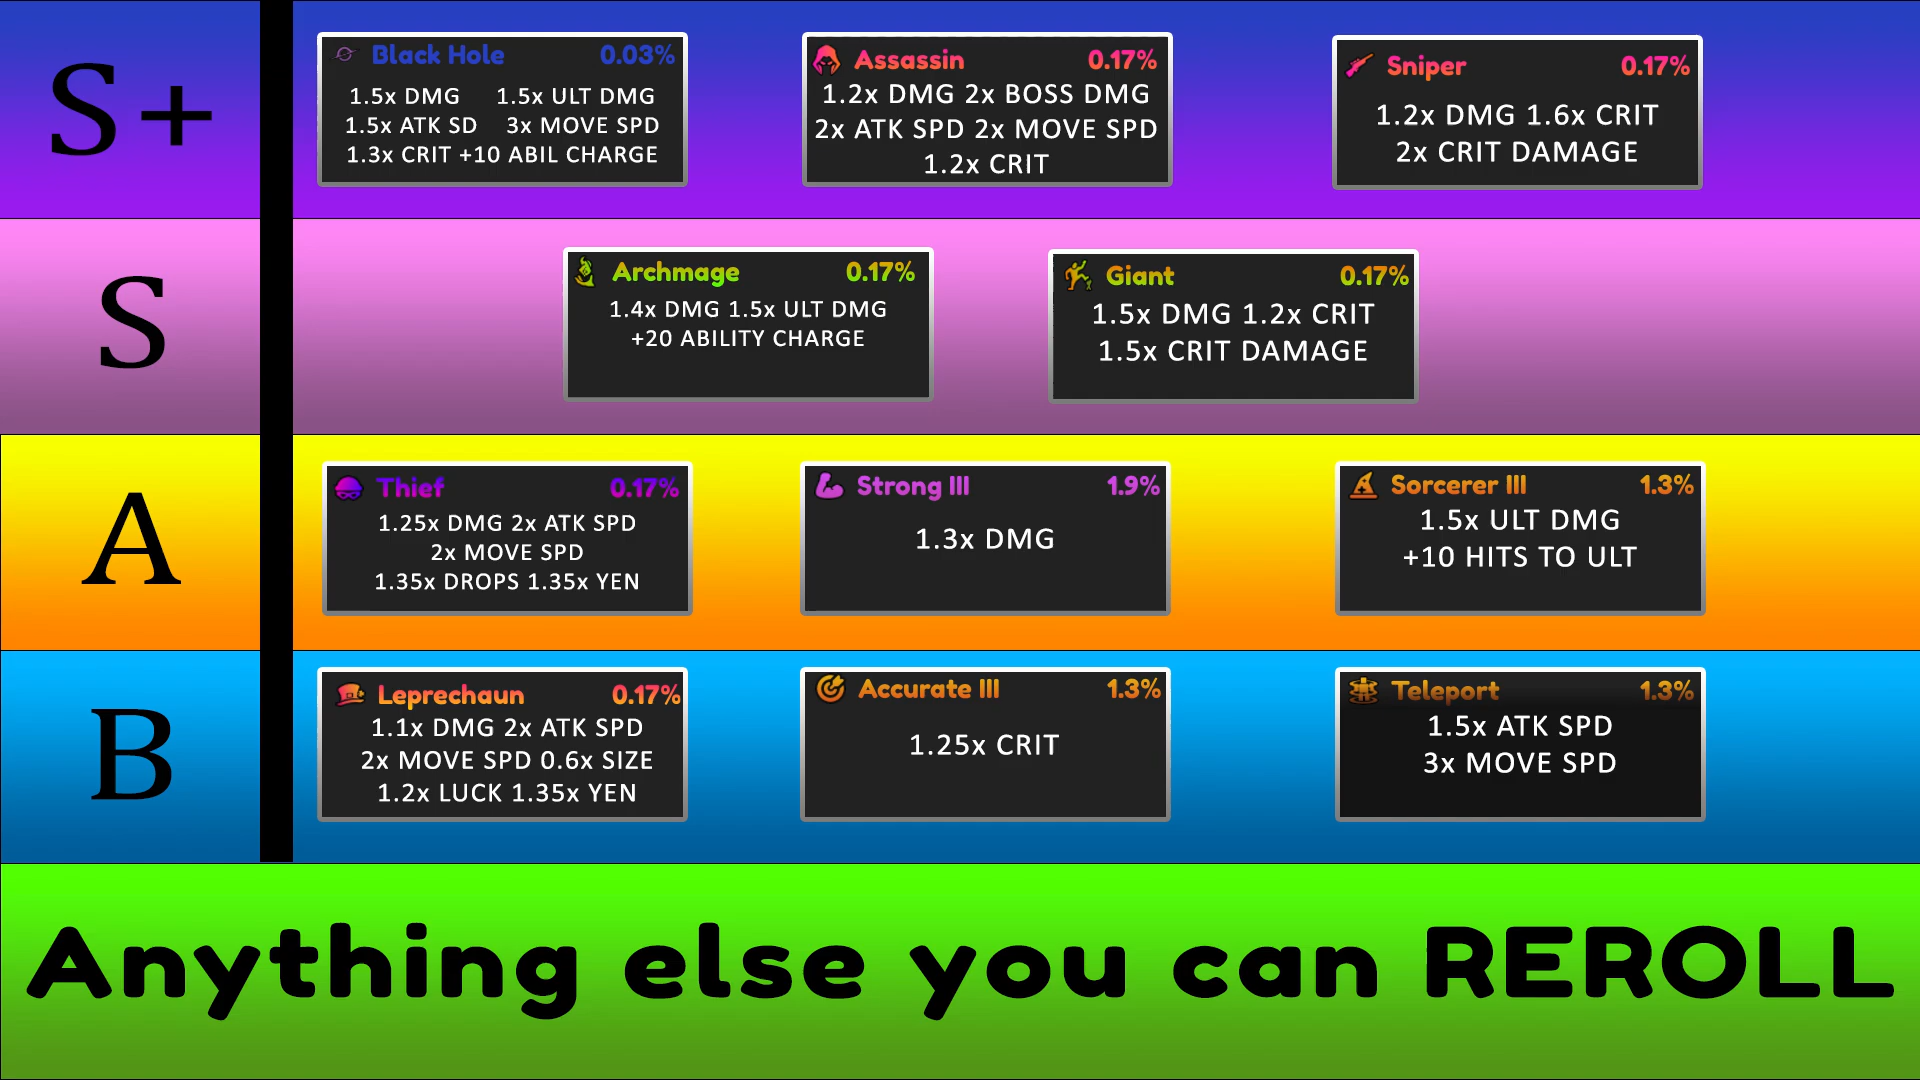 S+
Black Hole 0.03%
1.5x DMG 1.5x ULT DMG
1.5x ATK SD 3x MOVE SPD
1.3x CRIT +10 ABIL CHARGE
Assassin 0.17%
1.2x DMG 2x BOSS DMG
2x ATK SPD 2x MOVE SPD
1.2x CRIT
Sniper 0.17%
1.2x DMG 1.6x CRIT
2x CRIT DAMAGE
S
Archmage 0.17%
1.4x DMG 1.5x ULT DMG
+20 ABILITY CHARGE
Giant 0.17%
1.5x DMG 1.2x CRIT
1.5x CRIT DAMAGE
A
Thief 0.17%
1.25x DMG 2x ATK SPD
2x MOVE SPD
1.35x DROPS 1.35x YEN
Strong III 1.9%
1.3x DMG
Sorcerer III 1.3%
1.5x ULT DMG
+10 HITS TO ULT
B
Leprechaun 0.17%
1.1x DMG 2x ATK SPD
2x MOVE SPD 0.6x SIZE
1.2x LUCK 1.35x YEN
Accurate III 1.3%
1.25x CRIT
Teleport 1.3%
1.5x ATK SPD
3x MOVE SPD
Anything else you can REROLL